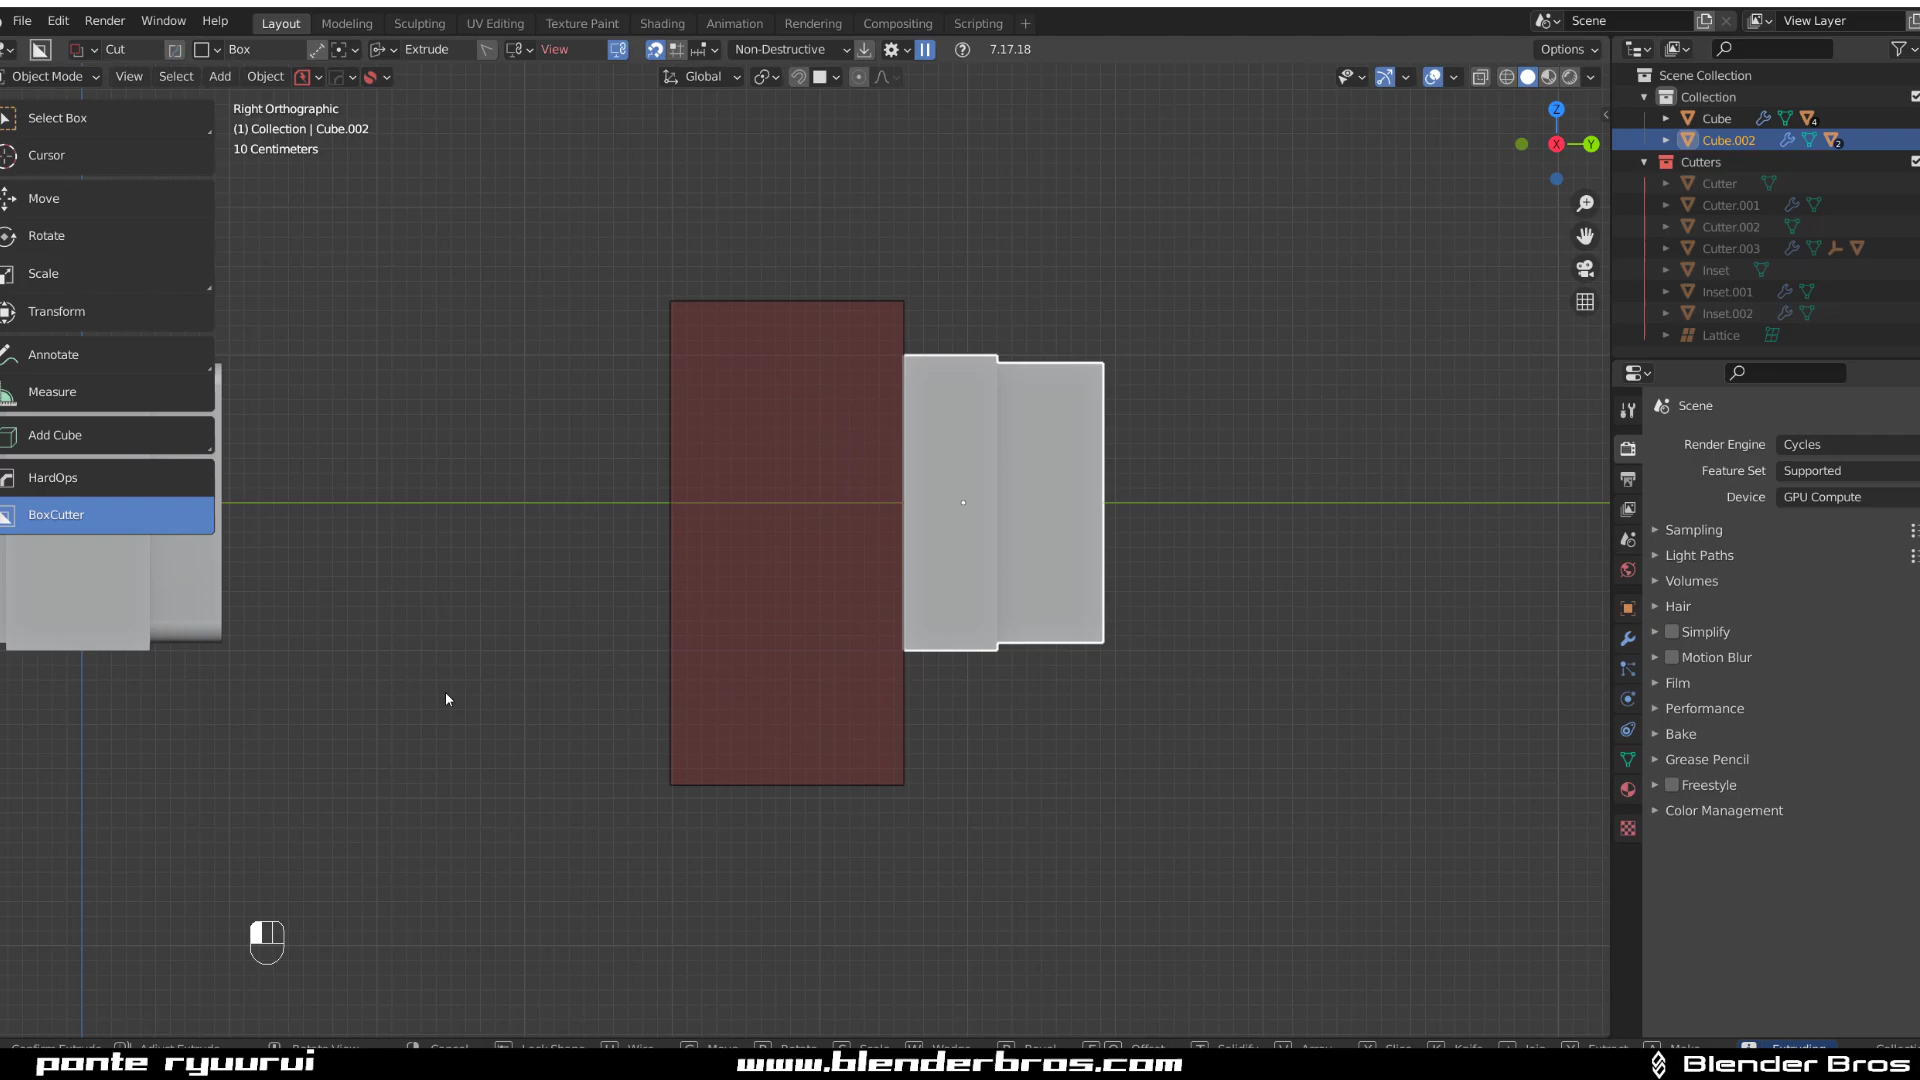 File Edit Render Window Help Layout Modeling Sculpting UV Editing Texture Paint Shading Animation Rendering Compositing Scripting + Scene View Layer
Cut Box Extrude View Non-Destructive 7.17.18 Options
Object Mode View Select Add Object Global
Right Orthographic
(1) Collection | Cube.002
10 Centimeters
Select Box
Cursor
Move
Rotate
Scale
Transform
Annotate
Measure
Add Cube
HardOps
BoxCutter
Z
X
Y
Scene Collection
Collection
Cube 4
Cube.002 2
Cutters
Cutter
Cutter.001
Cutter.002
Cutter.003
Inset
Inset.001
Inset.002
Lattice
Scene
Render Engine Cycles
Feature Set Supported
Device GPU Compute
Sampling
Light Paths
Volumes
Hair
Simplify
Motion Blur
Film
Performance
Bake
Grease Pencil
Freestyle
Color Management
ponte ryuurui www.blenderbros.com Blender Bros